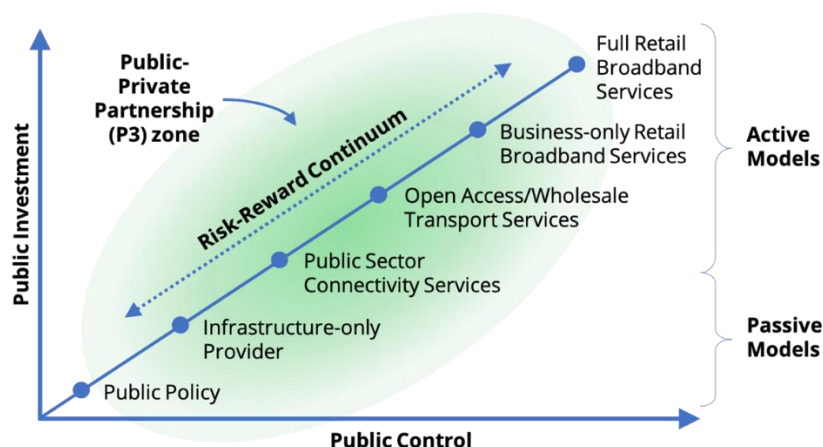 Public-
Private
Partnership
(P3) zone
Full Retail
Broadband
Services
Business-only Retail
Broadband Services
Active
Models
Risk-Reward Continuum
Open Access/Wholesale
Transport Services
Public Investment
Public Sector
Connectivity Services
Infrastructure-only
Provider
Passive
Models
Public Policy
Public Control